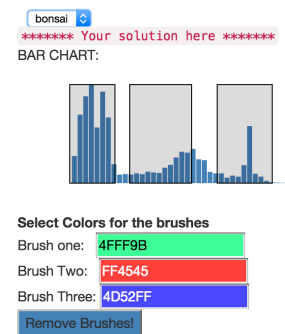 bonsai
******* Your solution here *******
BAR CHART:
Select Colors for the brushes
Brush one: 4FFF9B
Brush Two: FF4545
Brush Three: 4D52FF
Remove Brushes!